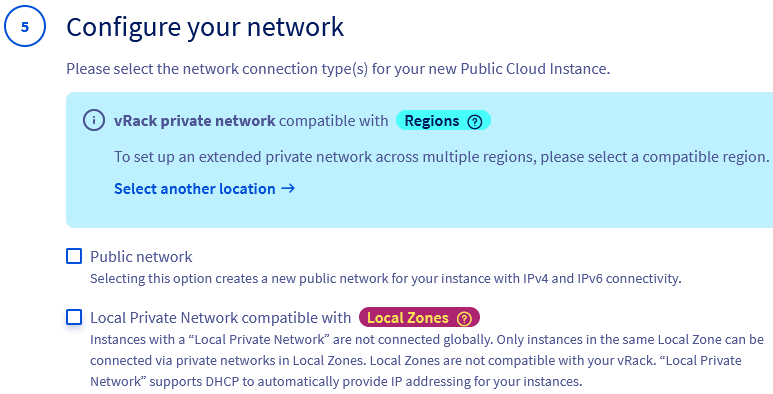 5
Configure your network
Please select the network connection type(s) for your new Public Cloud Instance.
vRack private network compatible with Regions
To set up an extended private network across multiple regions, please select a compatible region.
Select another location →
Public network
Selecting this option creates a new public network for your instance with IPv4 and IPv6 connectivity.
Local Private Network compatible with Local Zones
Instances with a “Local Private Network” are not connected globally. Only instances in the same Local Zone can be
connected via private networks in Local Zones. Local Zones are not compatible with your vRack. “Local Private
Network” supports DHCP to automatically provide IP addressing for your instances.